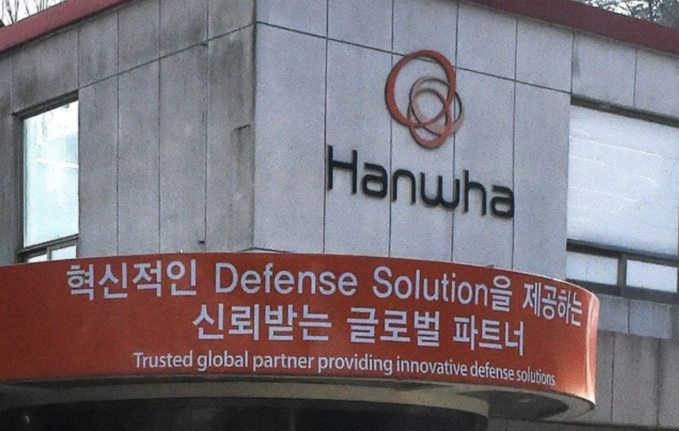 Hanwha
혁신적인 Defense Solution을 제공하는
신뢰받는 글로벌 파트너
Trusted global partner providing innovative defense solutions